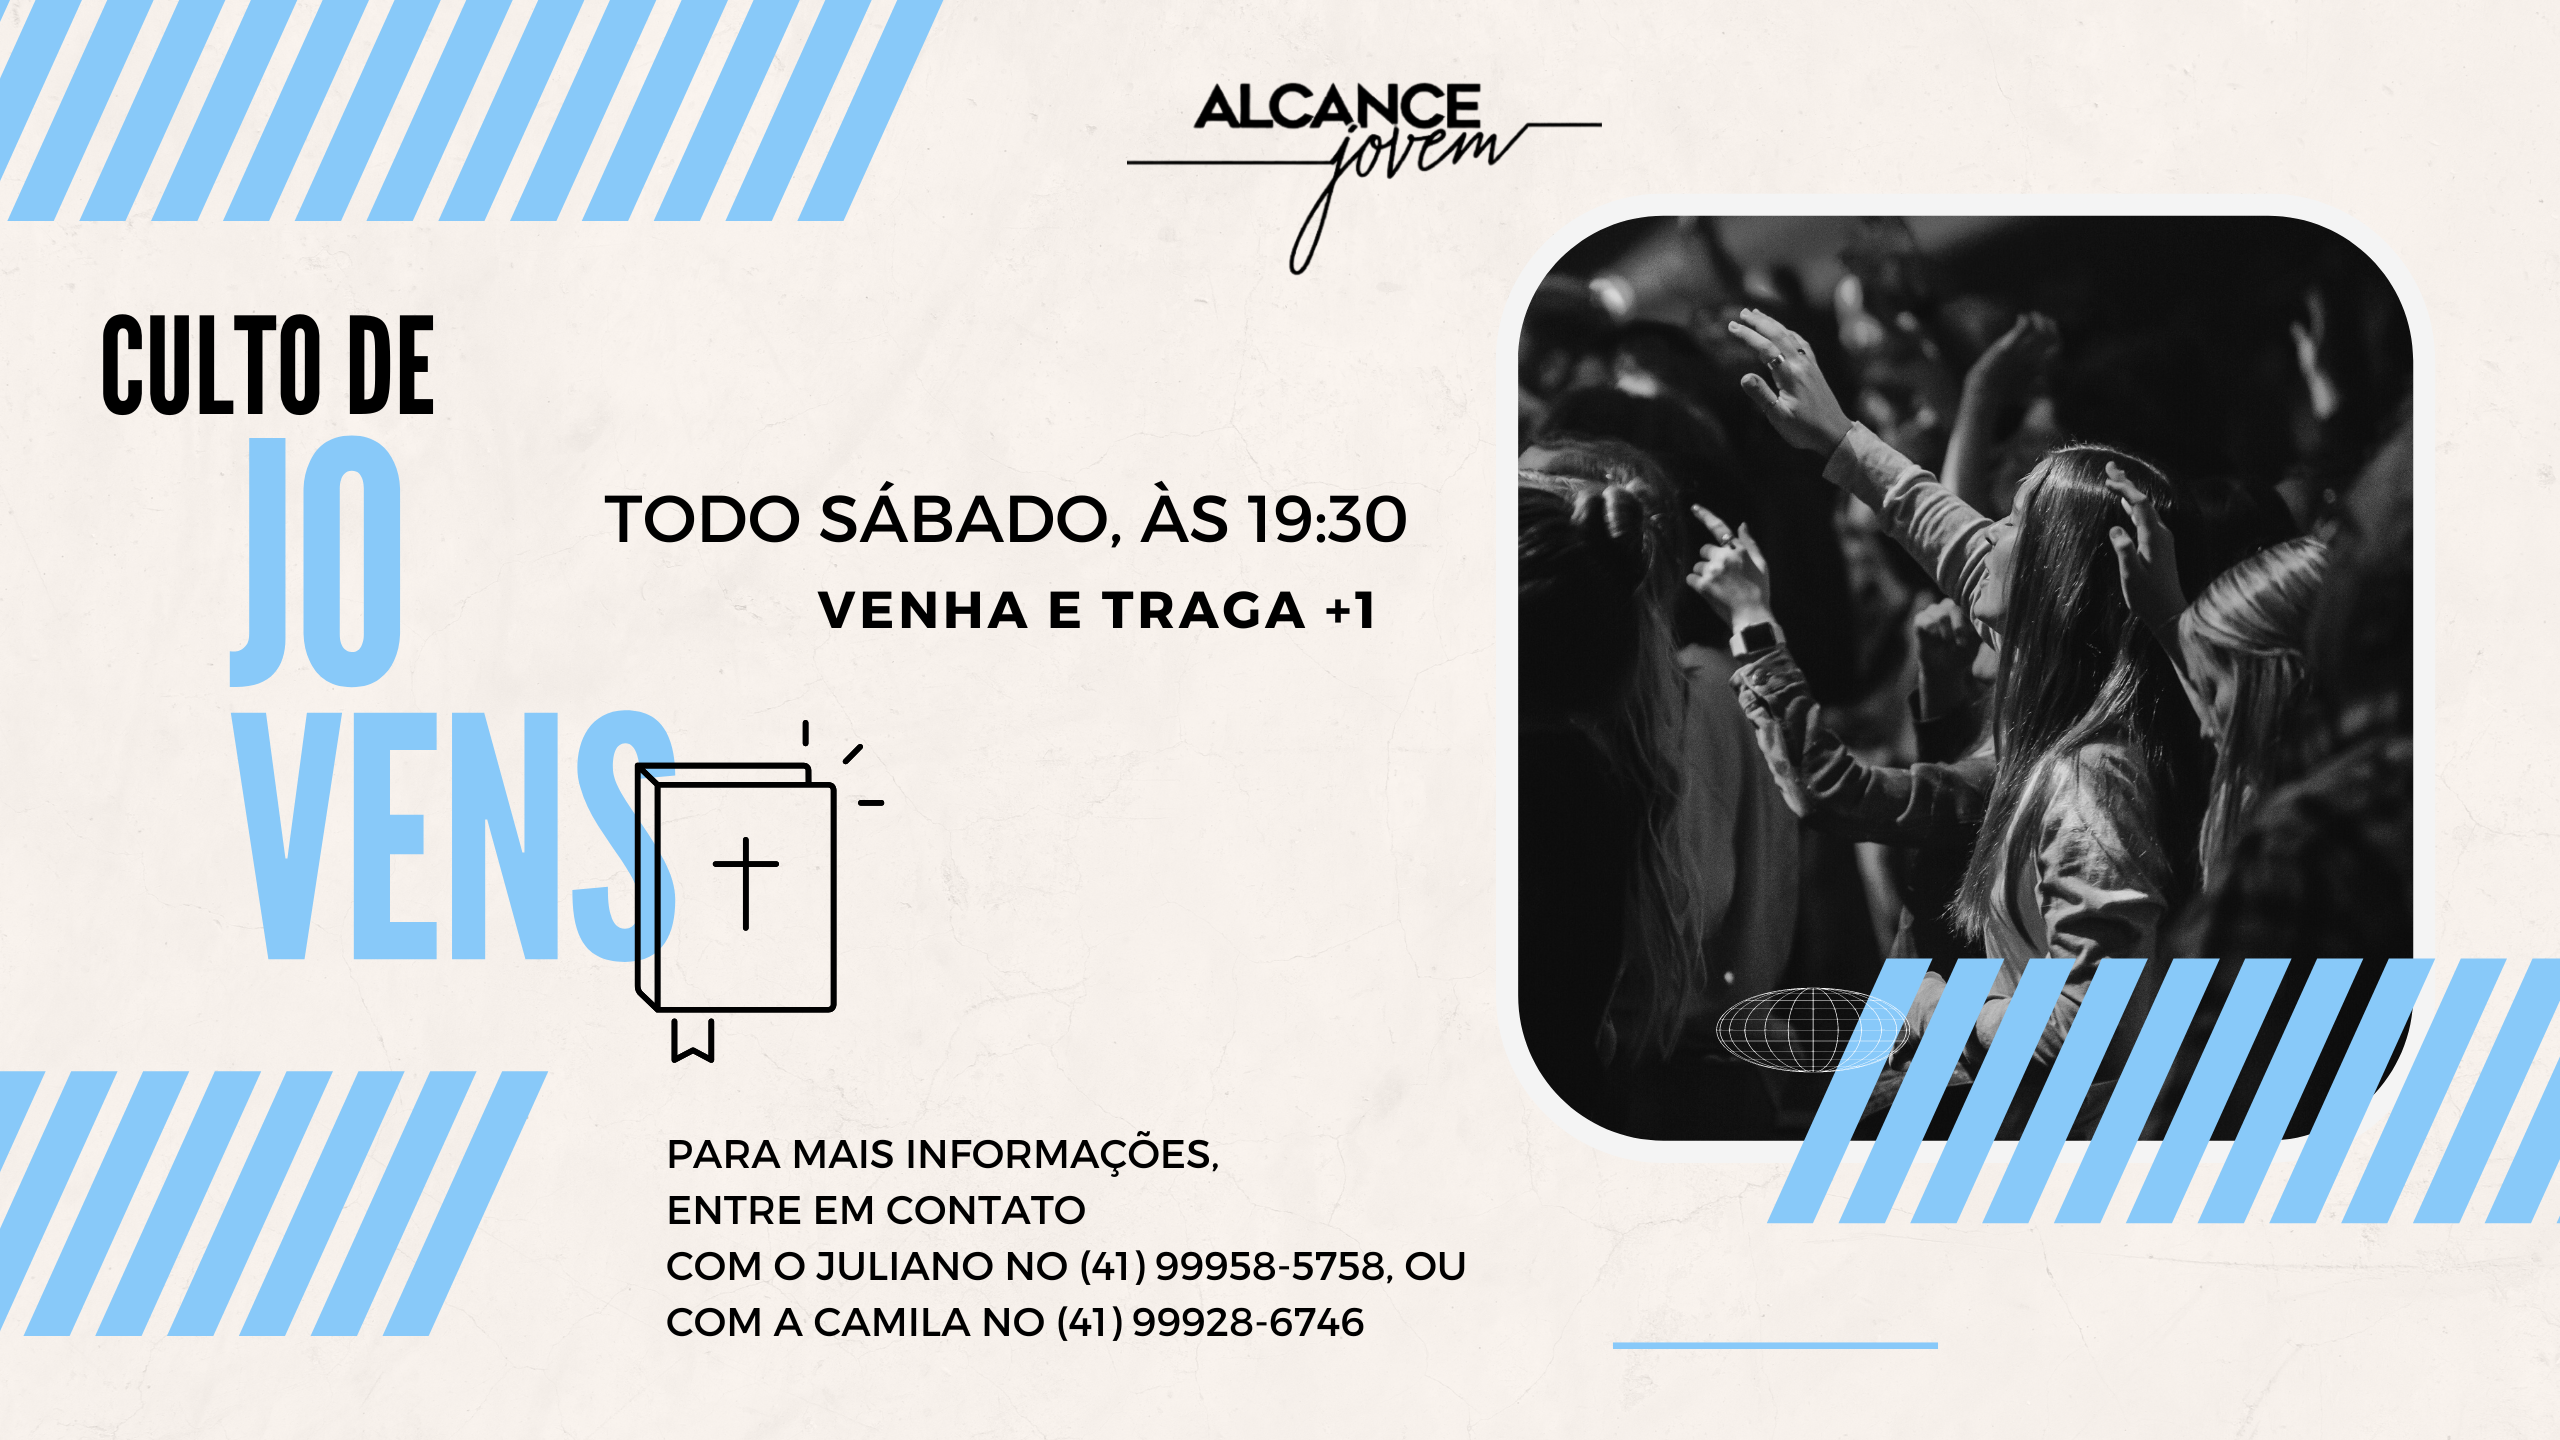 ALCANCE
jovem
CULTO DE
JO
VENS
TODO SÁBADO, ÀS 19:30
VENHA E TRAGA +1
PARA MAIS INFORMAÇÕES,
ENTRE EM CONTATO
COM O JULIANO NO (41) 99958-5758, OU
COM A CAMILA NO (41) 99928-6746